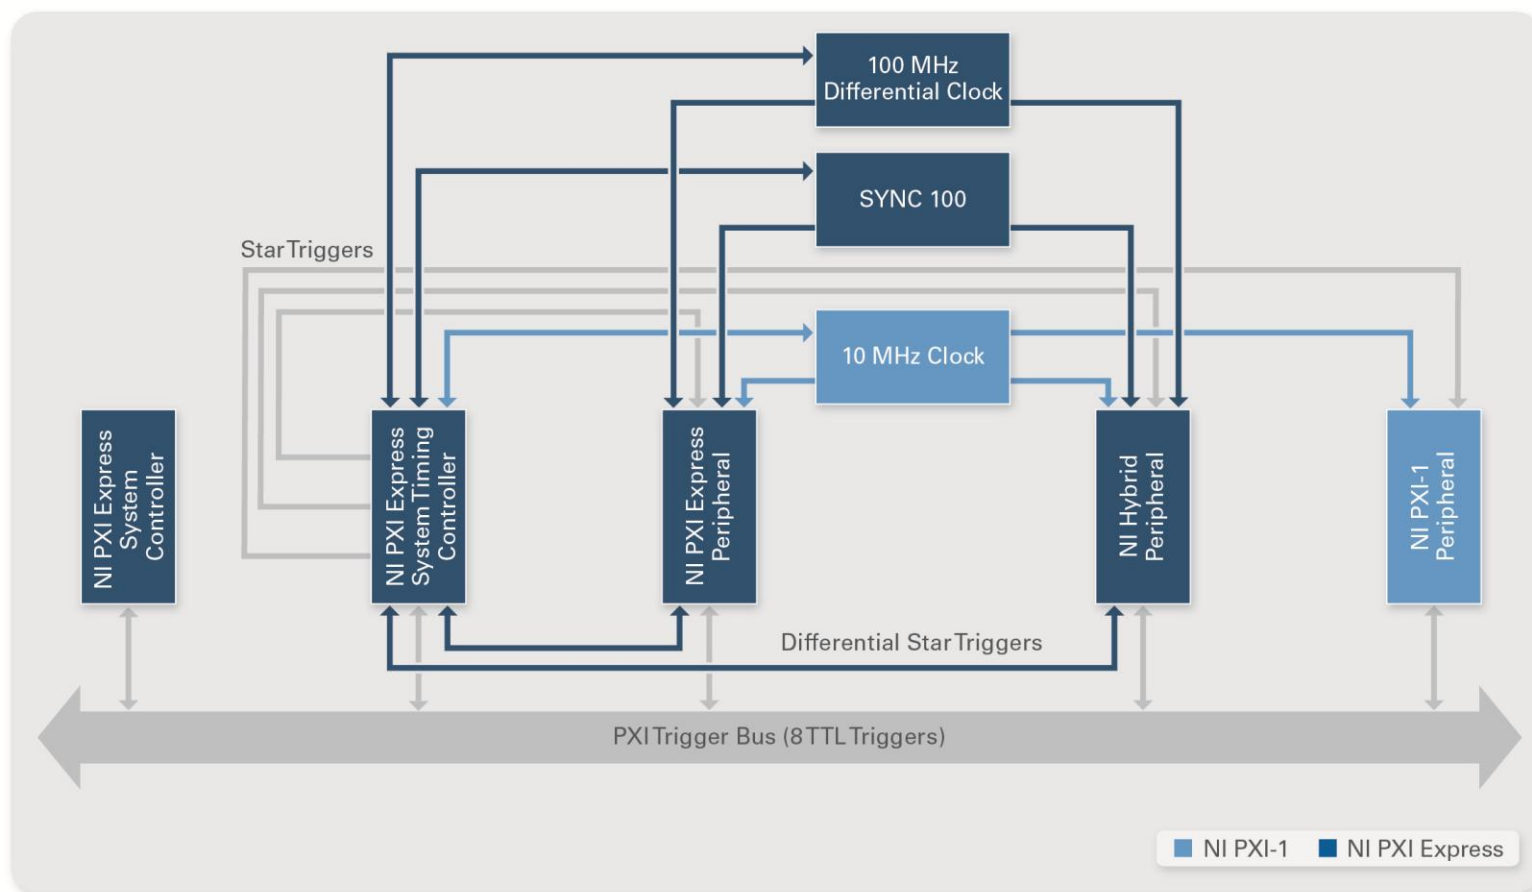 100 MHz
Differential Clock
SYNC 100
Star Triggers
10 MHz Clock
NI PXI Express
System
Controller
NI PXI Express
System Timing
Controller
NI PXI Express
Peripheral
NI Hybrid
Peripheral
NI PXI-1
Peripheral
Differential Star Triggers
PXI Trigger Bus (8 TTL Triggers)
NI PXI-1
NI PXI Express